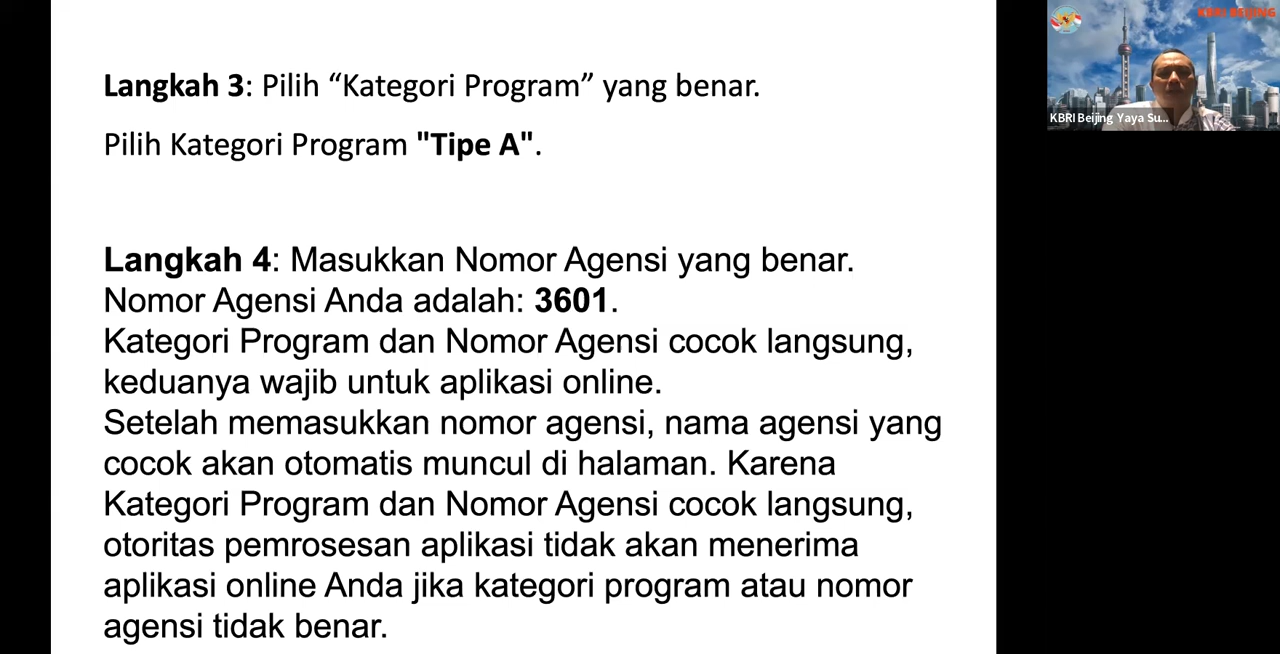 Langkah 3: Pilih “Kategori Program” yang benar.
Pilih Kategori Program "Tipe A".
Langkah 4: Masukkan Nomor Agensi yang benar.
Nomor Agensi Anda adalah: 3601.
Kategori Program dan Nomor Agensi cocok langsung,
keduanya wajib untuk aplikasi online.
Setelah memasukkan nomor agensi, nama agensi yang
cocok akan otomatis muncul di halaman. Karena
Kategori Program dan Nomor Agensi cocok langsung,
otoritas pemrosesan aplikasi tidak akan menerima
aplikasi online Anda jika kategori program atau nomor
agensi tidak benar.
KBRI BEIJING
KBRI Beijing Yaya Su...